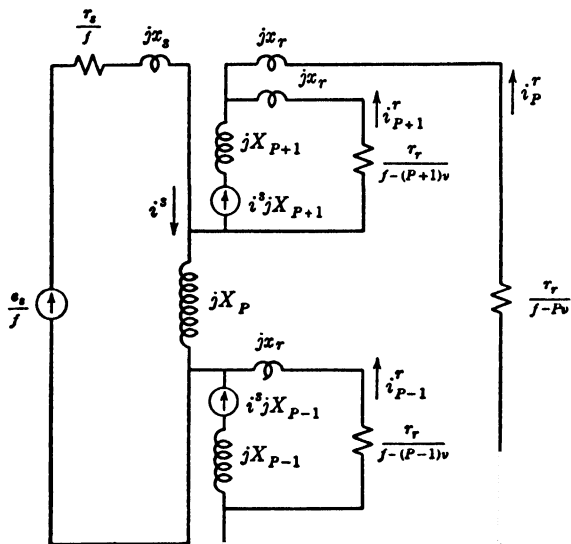 r_s/f
jx_s
jx_r
jx_r
i^r_P
i^r_{P+1}
jX_{P+1}
r_r/f-(P+1)ν
i^s
i^s jX_{P+1}
e_s/f
jX_P
r_r/f-Pν
jx_r
i^r_{P-1}
i^s jX_{P-1}
r_r/f-(P-1)ν
jX_{P-1}